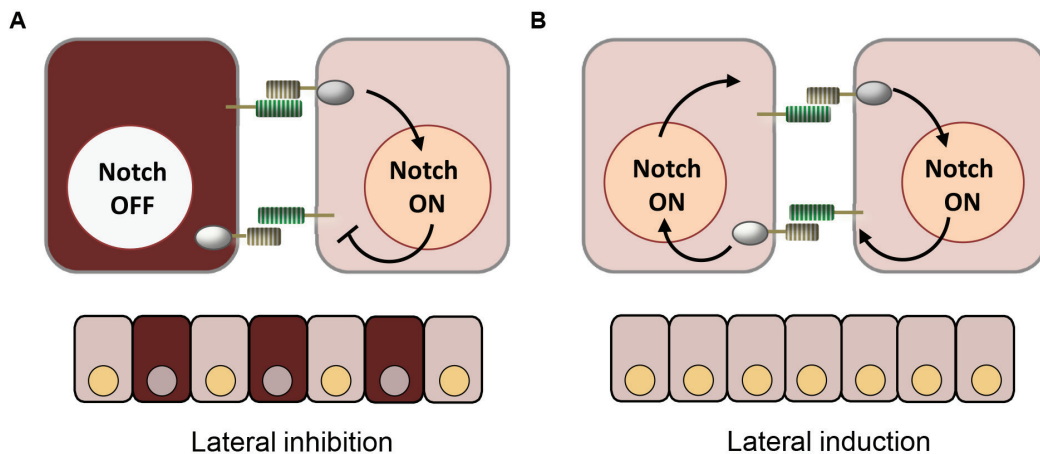 A
B
Notch
OFF
Notch
ON
Notch
ON
Notch
ON
Lateral inhibition
Lateral induction